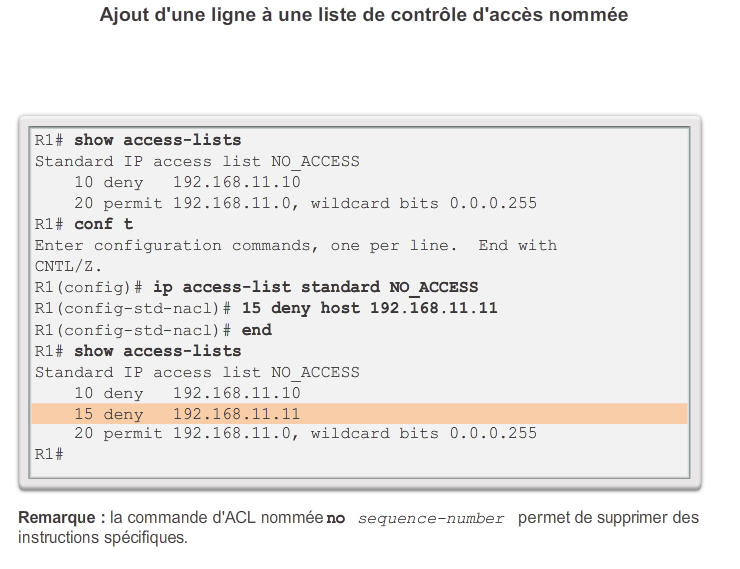 Ajout d'une ligne à une liste de contrôle d'accès nommée
R1# show access-lists
Standard IP access list NO_ACCESS
    10 deny   192.168.11.10
    20 permit 192.168.11.0, wildcard bits 0.0.0.255
R1# conf t
Enter configuration commands, one per line.  End with
CNTL/Z.
R1(config)# ip access-list standard NO_ACCESS
R1(config-std-nacl)# 15 deny host 192.168.11.11
R1(config-std-nacl)# end
R1# show access-lists
Standard IP access list NO_ACCESS
    10 deny   192.168.11.10
    15 deny   192.168.11.11
    20 permit 192.168.11.0, wildcard bits 0.0.0.255
R1#
Remarque : la commande d'ACL nommée no sequence-number permet de supprimer des
instructions spécifiques.